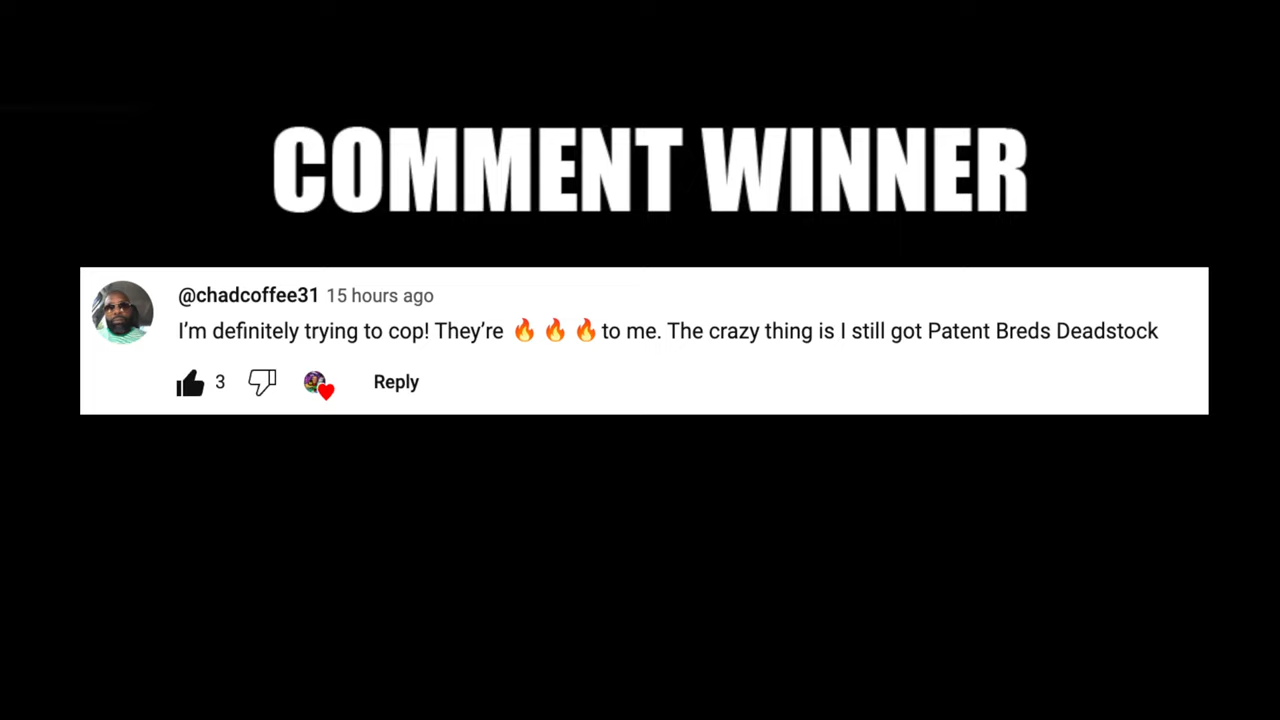 COMMENT WINNER
@chadcoffee31 15 hours ago
I’m definitely trying to cop! They’re 🔥 🔥 🔥 to me. The crazy thing is I still got Patent Breds Deadstock
3 Reply